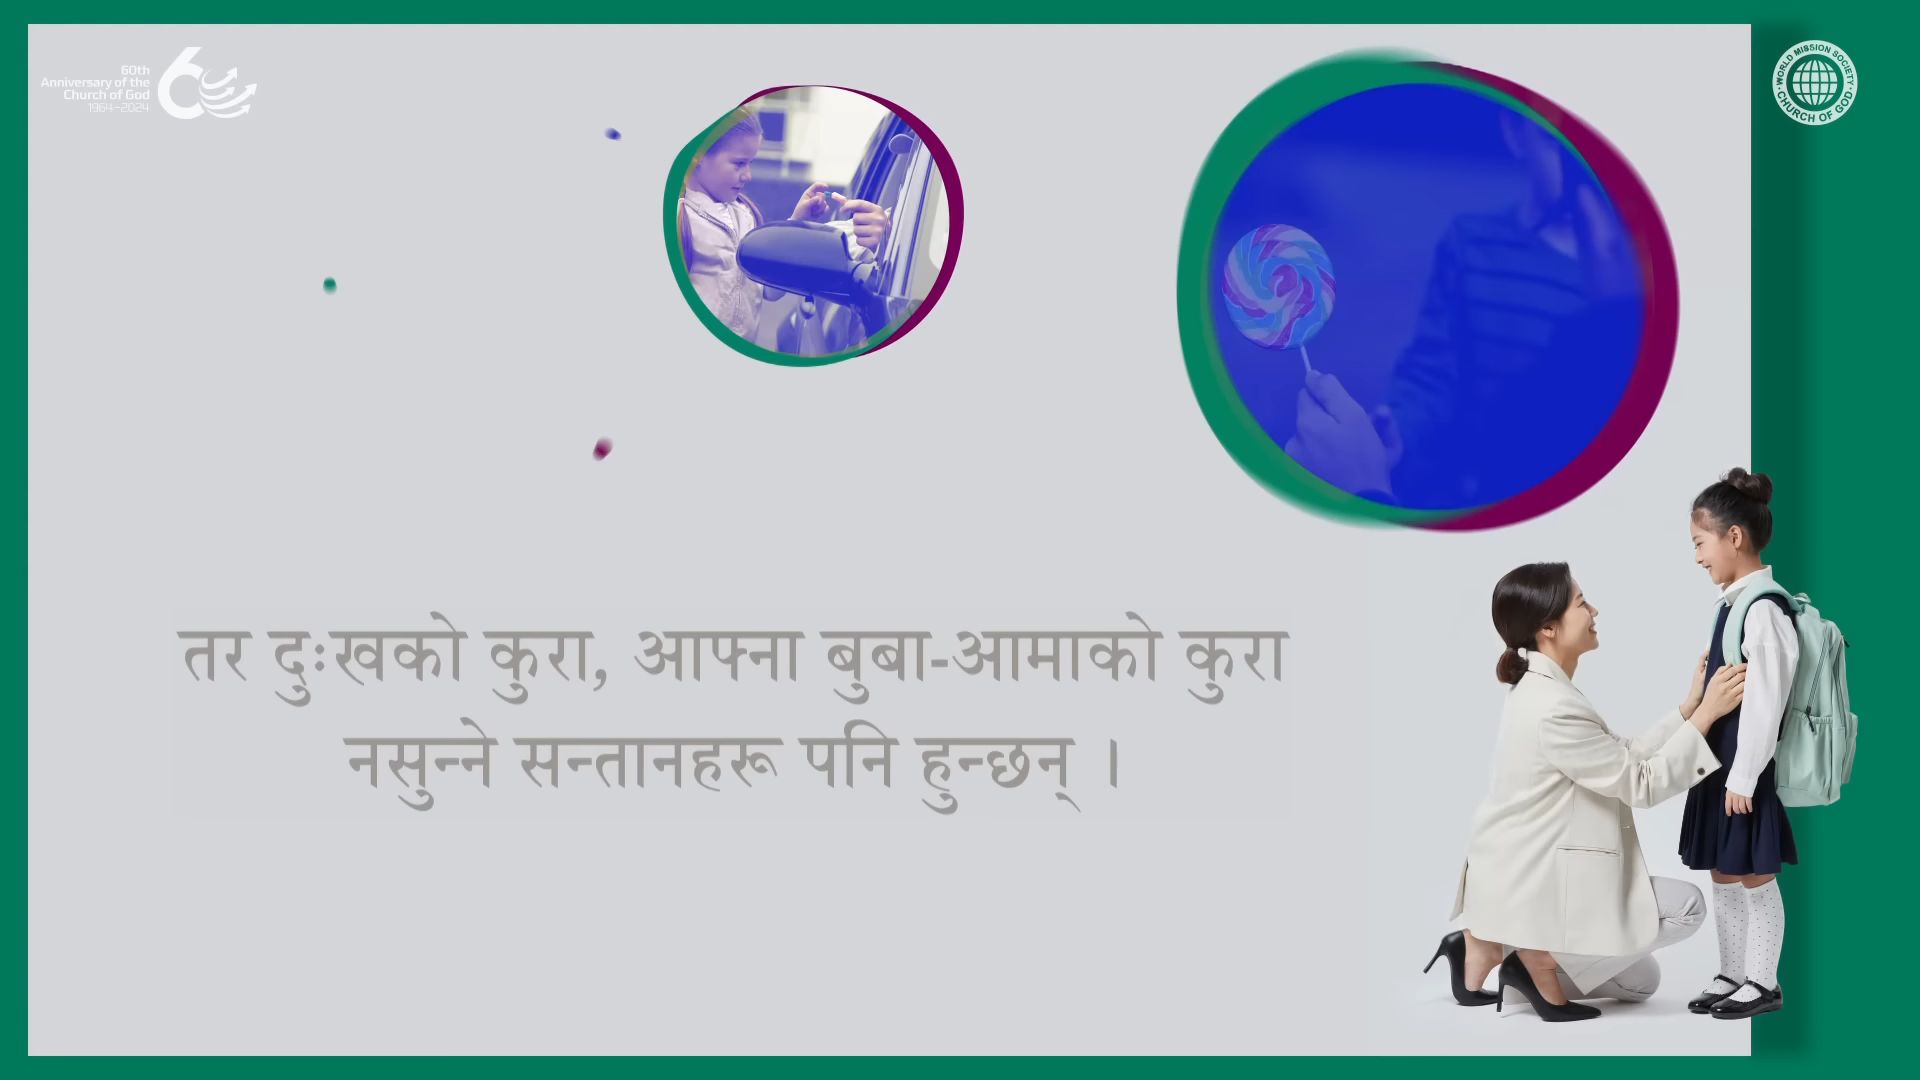 60th
Anniversary of the
Church of God
1964–2024
WORLD MISSION SOCIETY
CHURCH OF GOD
तर दुःखको कुरा, आफ्ना बुबा-आमाको कुरा
नसुन्ने सन्तानहरू पनि हुन्छन् ।